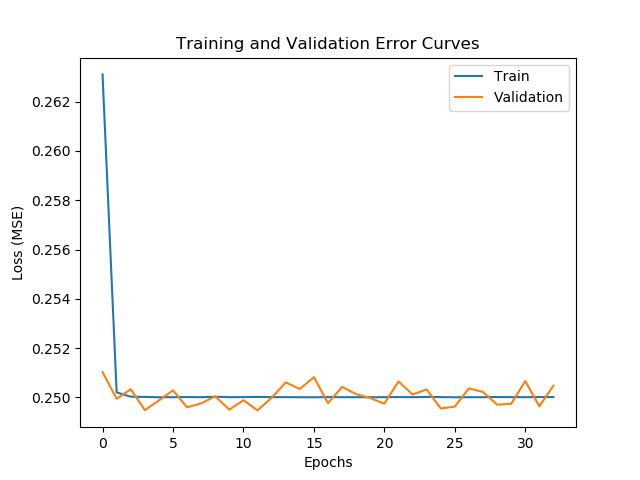 Training and Validation Error Curves
Train
Validation
Loss (MSE)
0.262
0.260
0.258
0.256
0.254
0.252
0.250
0 5 10 15 20 25 30
Epochs